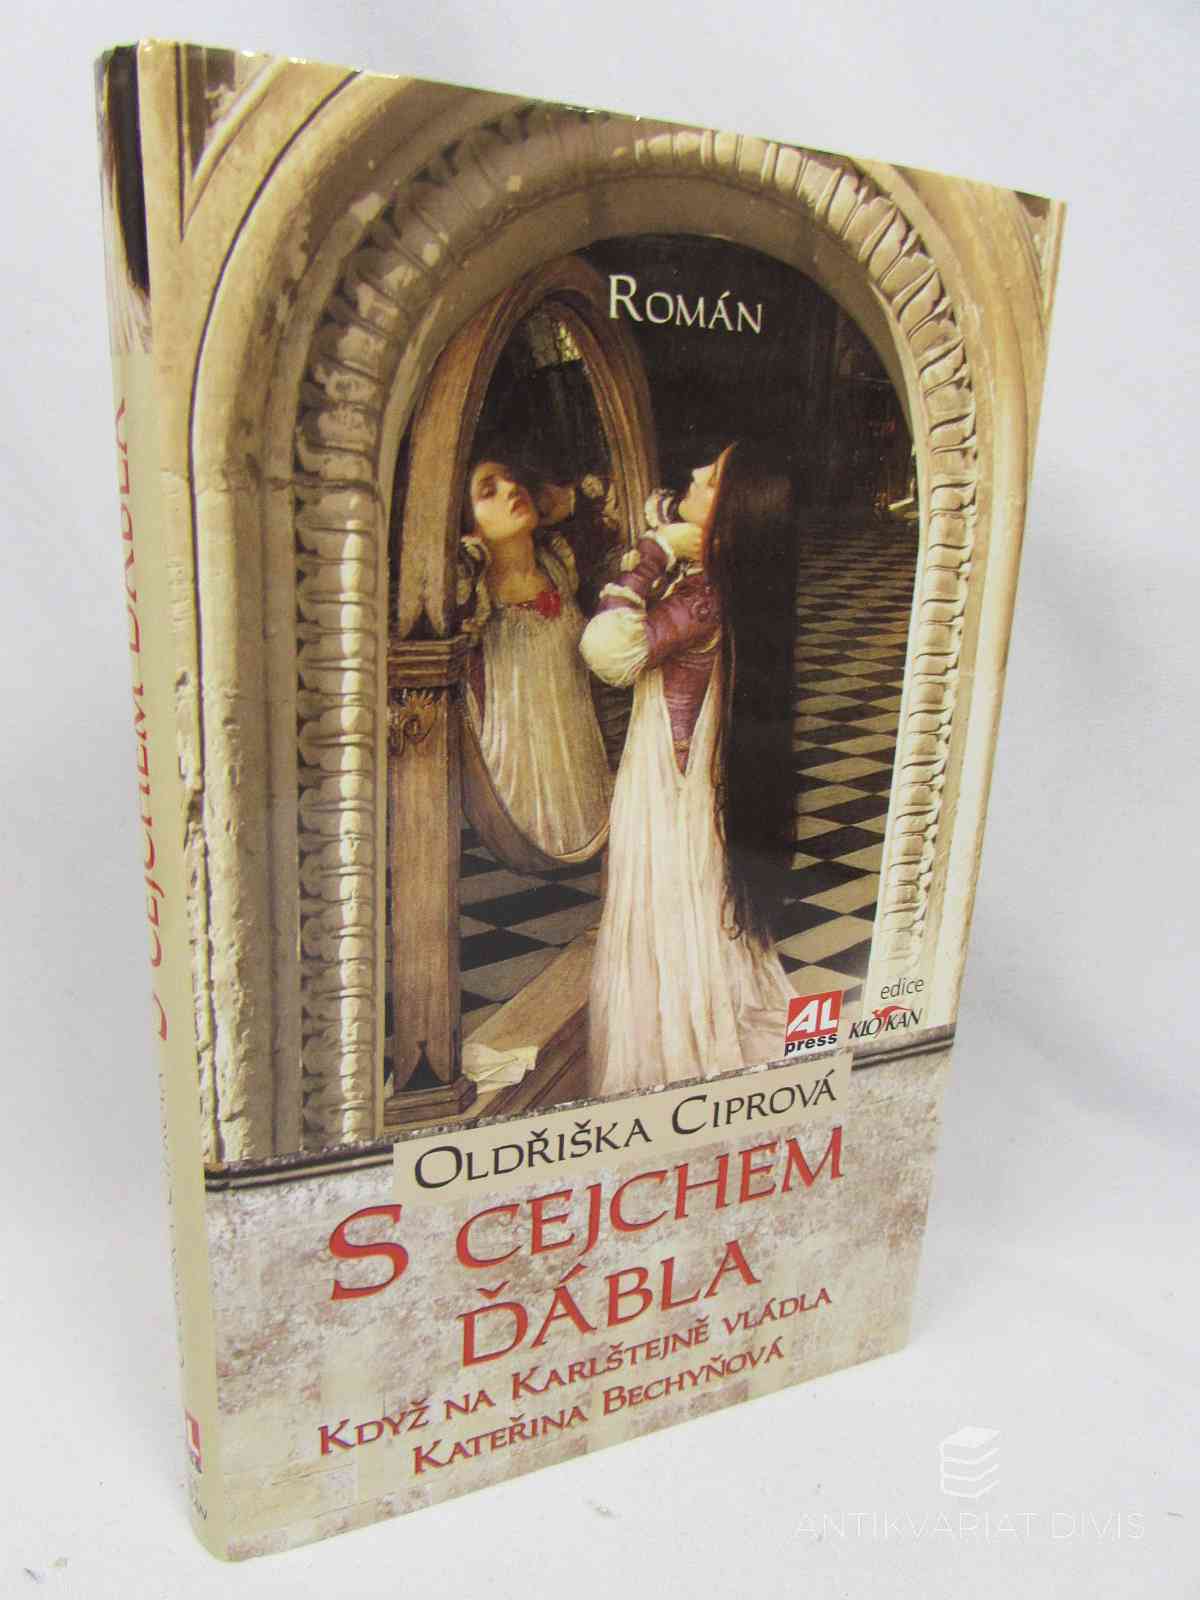 ROMÁN
edice
AL
press
KLOKAN
OLDŘIŠKA CIPROVÁ
S CEJCHEM
ĎÁBLA
KDYŽ NA KARLŠTEJNĚ VLÁDLA
KATEŘINA BECHYŇOVÁ
S CEJCHEM ĎÁBLA
ANTIKVARIAT DIVIS